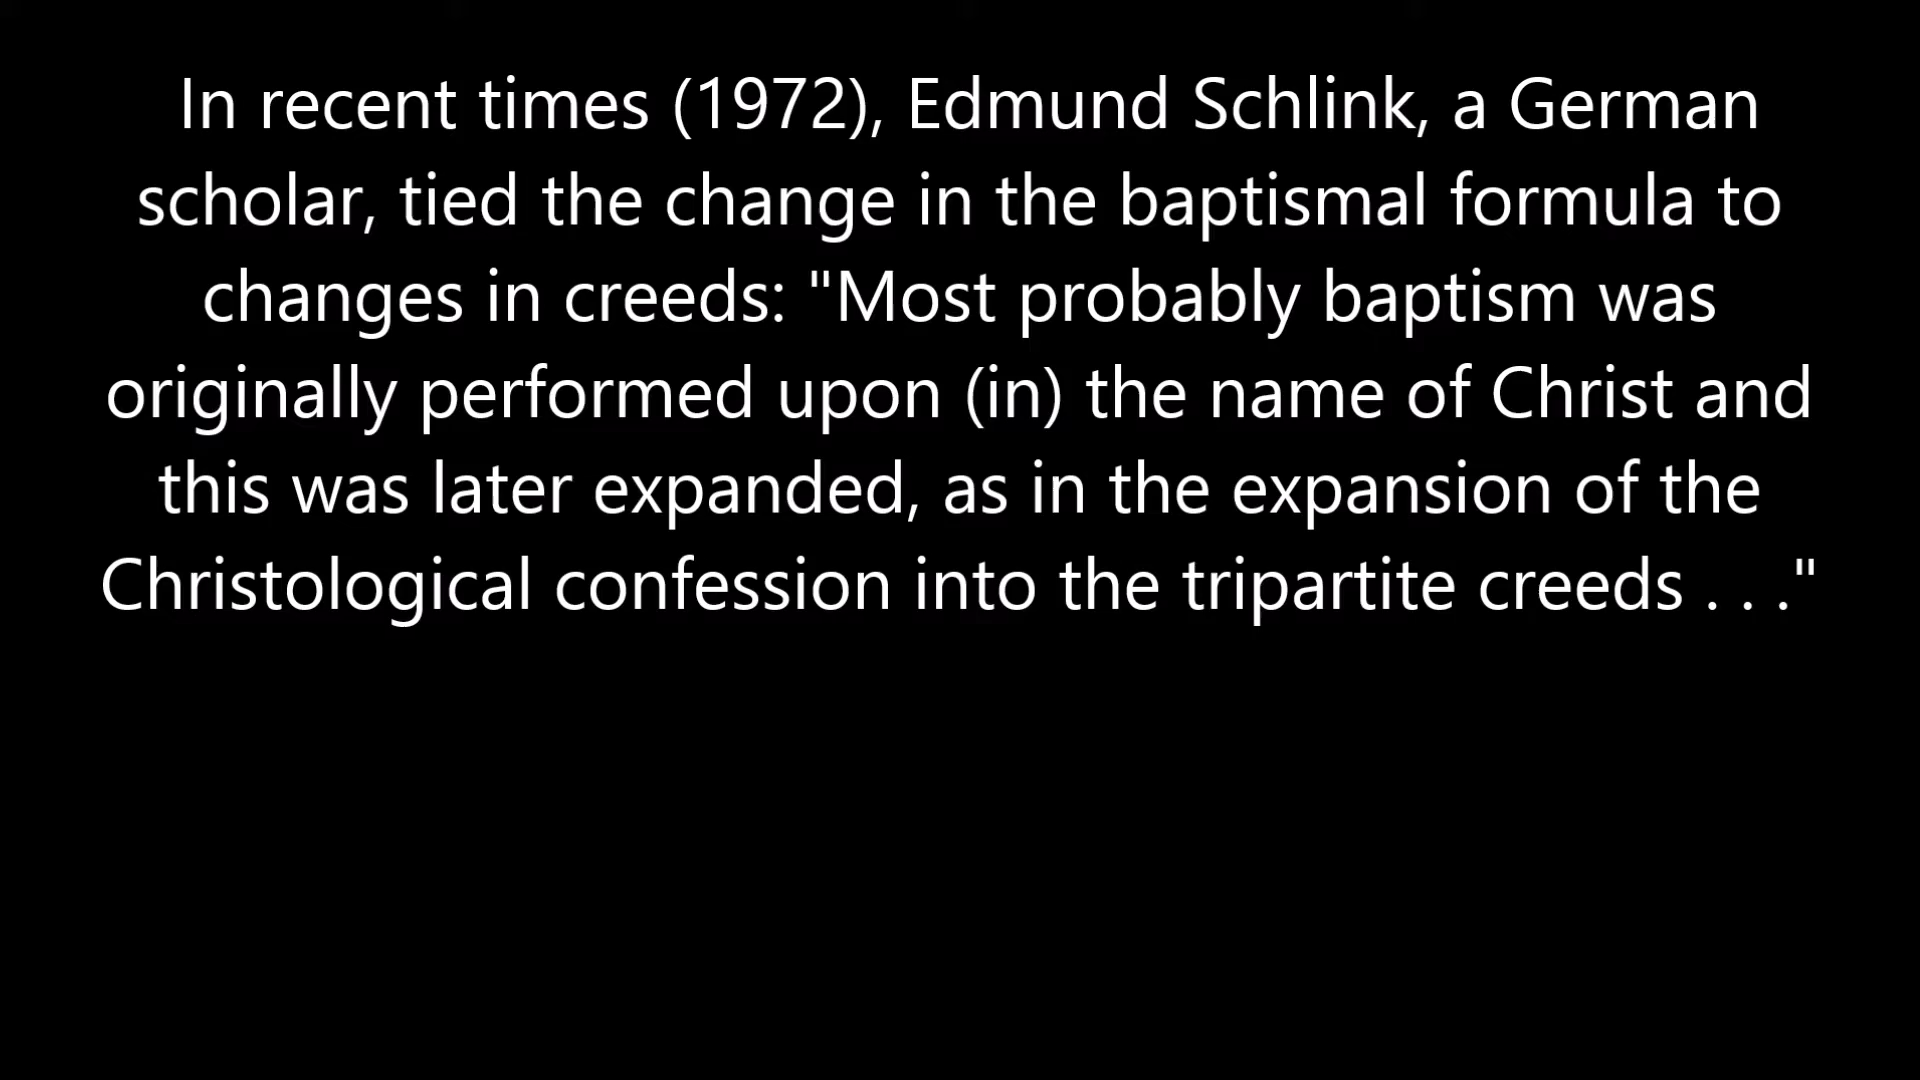 In recent times (1972), Edmund Schlink, a German
scholar, tied the change in the baptismal formula to
changes in creeds: "Most probably baptism was
originally performed upon (in) the name of Christ and
this was later expanded, as in the expansion of the
Christological confession into the tripartite creeds . . ."